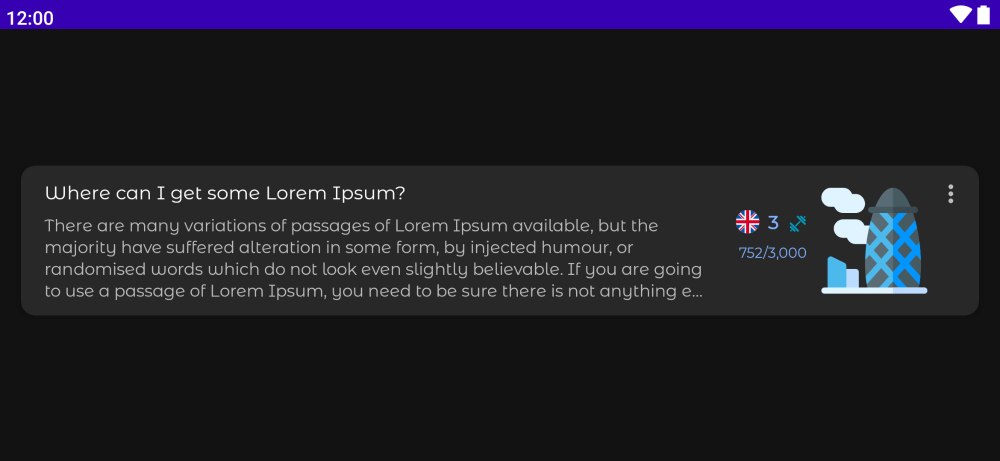 12:00
Where can I get some Lorem Ipsum?
There are many variations of passages of Lorem Ipsum available, but the
majority have suffered alteration in some form, by injected humour, or
randomised words which do not look even slightly believable. If you are going
to use a passage of Lorem Ipsum, you need to be sure there is not anything e...
3
752/3,000